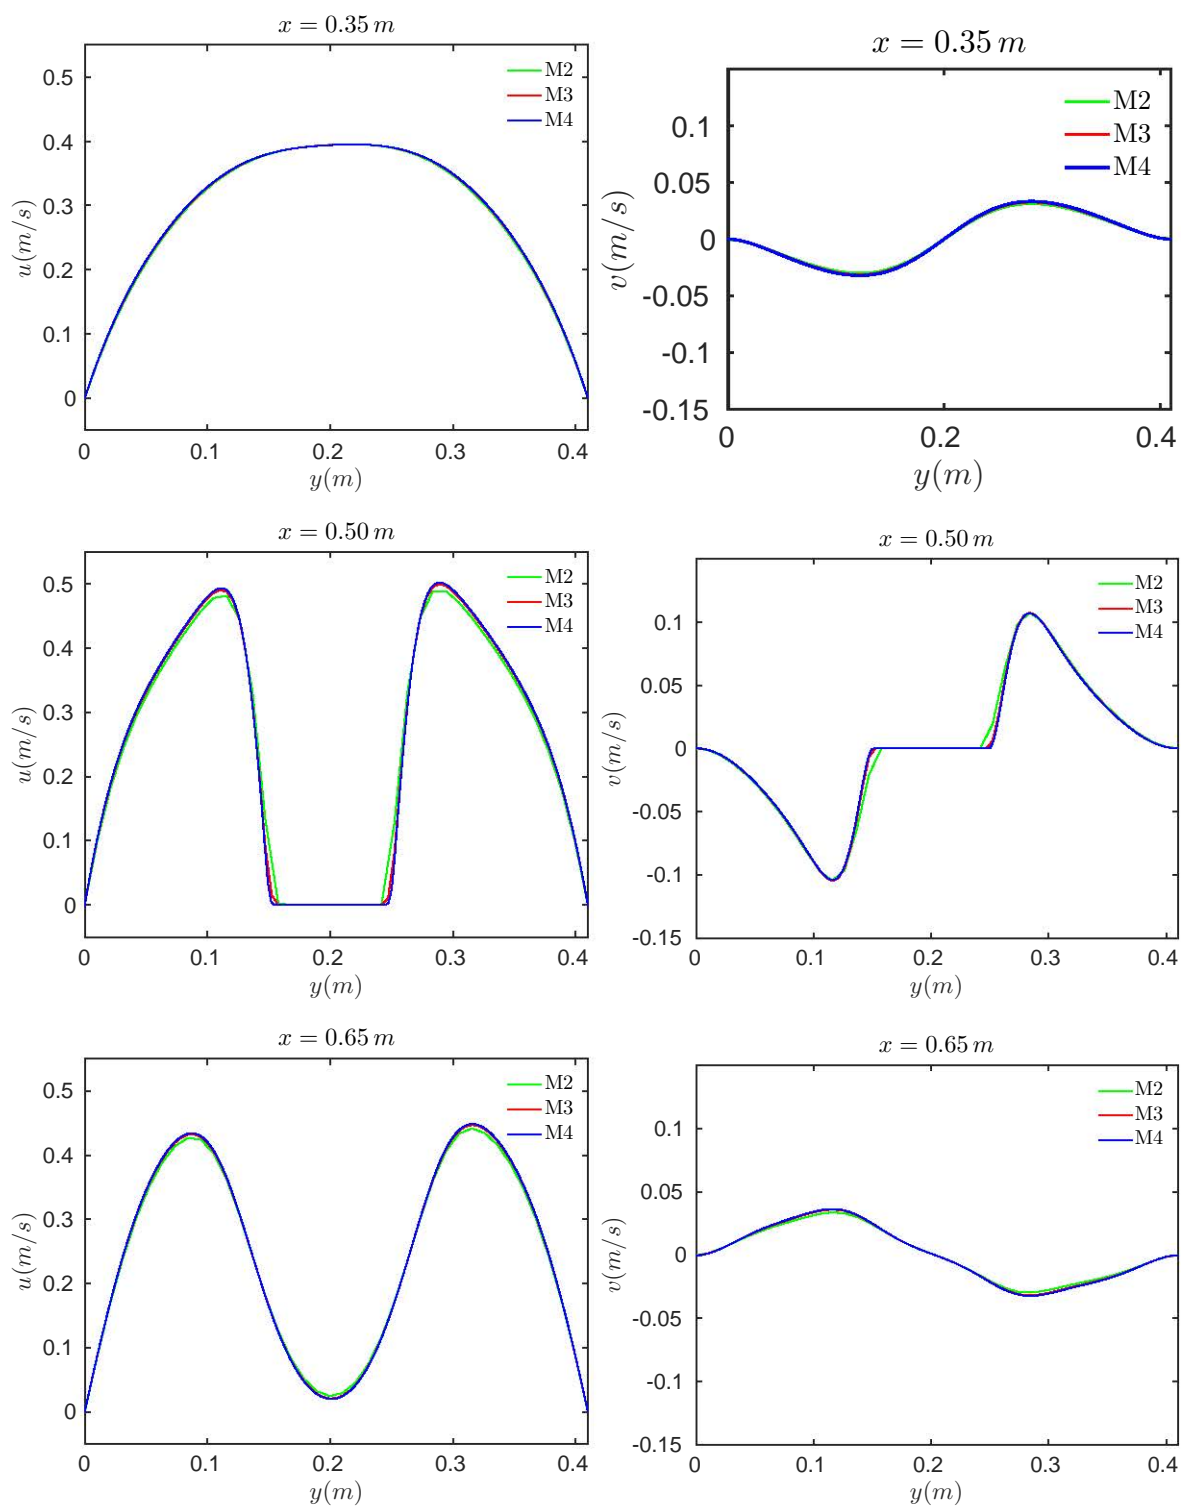 x = 0.35 m
u(m/s)
0.5
0.4
0.3
0.2
0.1
0
M2
M3
M4
0 0.1 0.2 0.3 0.4
y(m)
x = 0.35 m
v(m/s)
0.1
0.05
0
-0.05
-0.1
-0.15
M2
M3
M4
0 0.2 0.4
y(m)
x = 0.50 m
u(m/s)
0.5
0.4
0.3
0.2
0.1
0
M2
M3
M4
0 0.1 0.2 0.3 0.4
y(m)
x = 0.50 m
v(m/s)
0.1
0.05
0
-0.05
-0.1
-0.15
M2
M3
M4
0 0.1 0.2 0.3 0.4
y(m)
x = 0.65 m
u(m/s)
0.5
0.4
0.3
0.2
0.1
0
M2
M3
M4
0 0.1 0.2 0.3 0.4
y(m)
x = 0.65 m
v(m/s)
0.1
0.05
0
-0.05
-0.1
-0.15
M2
M3
M4
0 0.1 0.2 0.3 0.4
y(m)